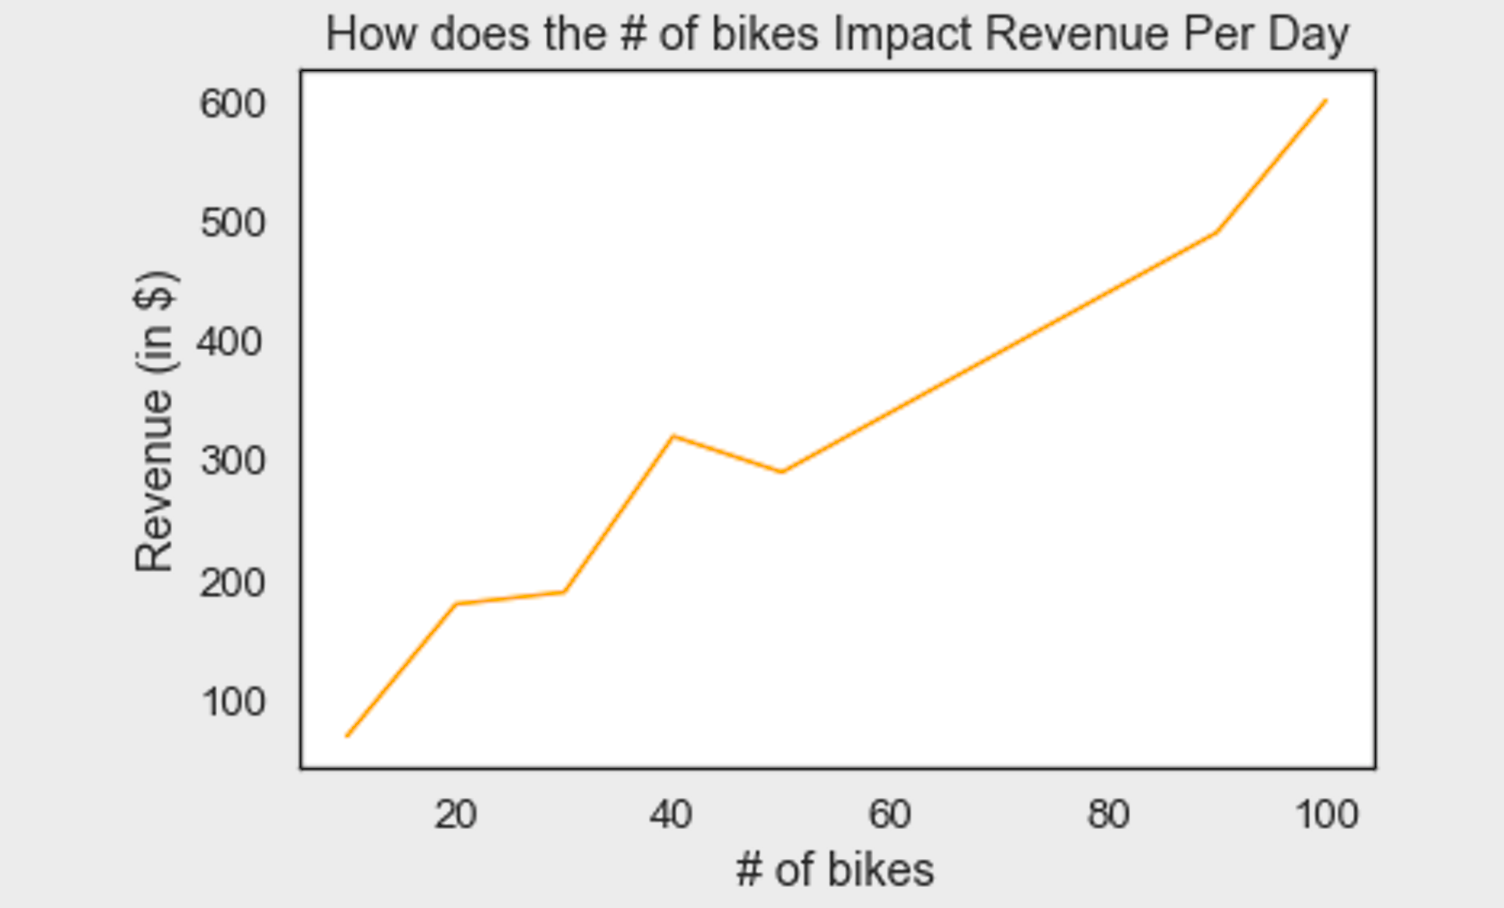 How does the # of bikes Impact Revenue Per Day
600
500
400
300
200
100
Revenue (in $)
20 40 60 80 100
# of bikes